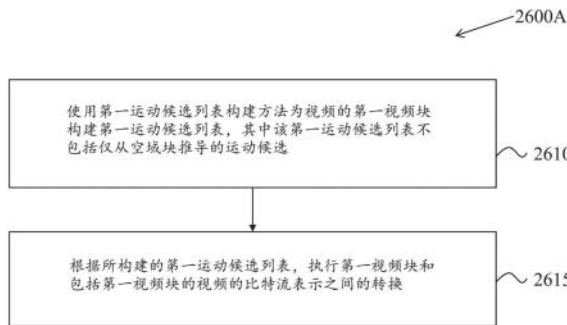 2600A
使用第一运动候选列表构建方法为视频的第一视频块
构建第一运动候选列表，其中该第一运动候选列表不
包括仅从空域块推导的运动候选
2610
根据所构建的第一运动候选列表，执行第一视频块和
包括第一视频块的视频的比特流表示之间的转换
2615